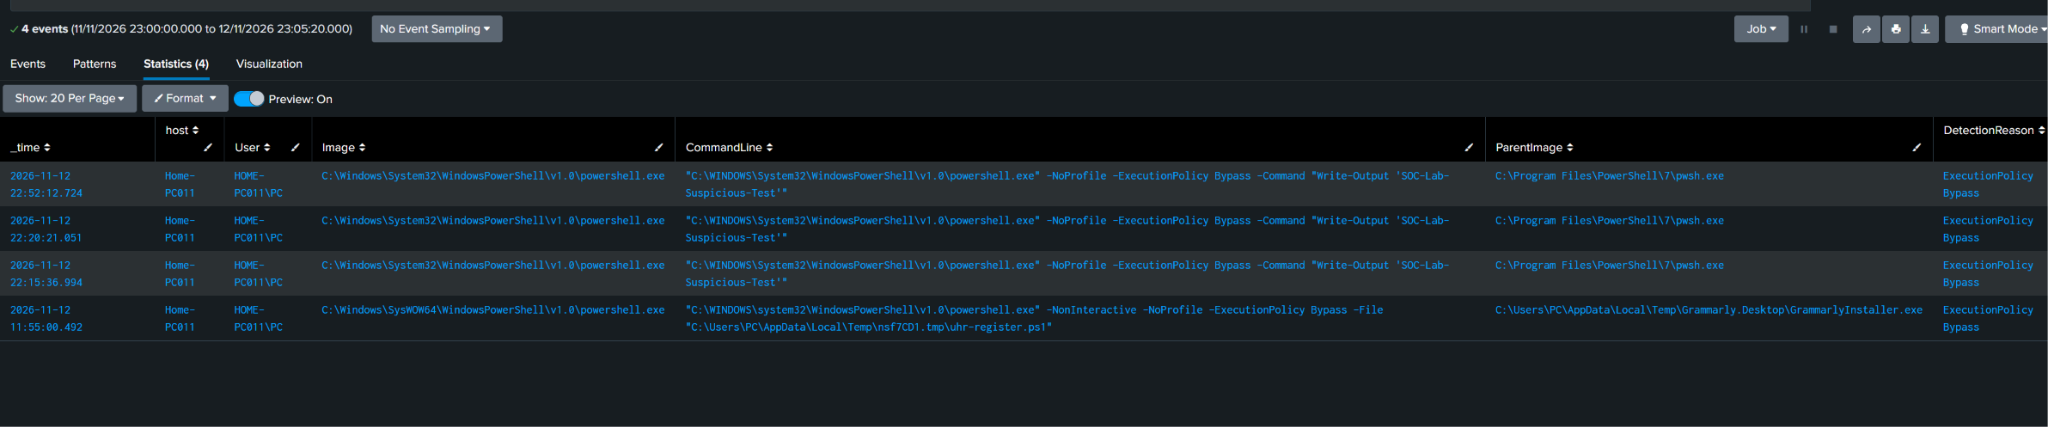 ✓ 4 events (11/11/2026 23:00:00.000 to 12/11/2026 23:05:20.000) No Event Sampling ▾ Job ▾ Smart Mode ▾
Events Patterns Statistics (4) Visualization
Show: 20 Per Page ▾ Format ▾ Preview: On
_time host User Image CommandLine ParentImage DetectionReason
2026-11-12 Home- HOME- C:\Windows\System32\WindowsPowerShell\v1.0\powershell.exe "C:\WINDOWS\System32\WindowsPowerShell\v1.0\powershell.exe" -NoProfile -ExecutionPolicy Bypass -Command "Write-Output 'SOC-Lab- C:\Program Files\PowerShell\7\pwsh.exe ExecutionPolicy
22:52:12.724 PC011 PC011\PC Suspicious-Test'" Bypass
2026-11-12 Home- HOME- C:\Windows\System32\WindowsPowerShell\v1.0\powershell.exe "C:\WINDOWS\System32\WindowsPowerShell\v1.0\powershell.exe" -NoProfile -ExecutionPolicy Bypass -Command "Write-Output 'SOC-Lab- C:\Program Files\PowerShell\7\pwsh.exe ExecutionPolicy
22:20:21.051 PC011 PC011\PC Suspicious-Test'" Bypass
2026-11-12 Home- HOME- C:\Windows\System32\WindowsPowerShell\v1.0\powershell.exe "C:\WINDOWS\System32\WindowsPowerShell\v1.0\powershell.exe" -NoProfile -ExecutionPolicy Bypass -Command "Write-Output 'SOC-Lab- C:\Program Files\PowerShell\7\pwsh.exe ExecutionPolicy
22:15:36.994 PC011 PC011\PC Suspicious-Test'" Bypass
2026-11-12 Home- HOME- C:\Windows\SysWOW64\WindowsPowerShell\v1.0\powershell.exe "C:\WINDOWS\system32\WindowsPowerShell\v1.0\powershell.exe" -NonInteractive -NoProfile -ExecutionPolicy Bypass -File C:\Users\PC\AppData\Local\Temp\Grammarly.Desktop\GrammarlyInstaller.exe ExecutionPolicy
11:55:00.492 PC011 PC011\PC "C:\Users\PC\AppData\Local\Temp\nsf7CD1.tmp\uhr-register.ps1" Bypass